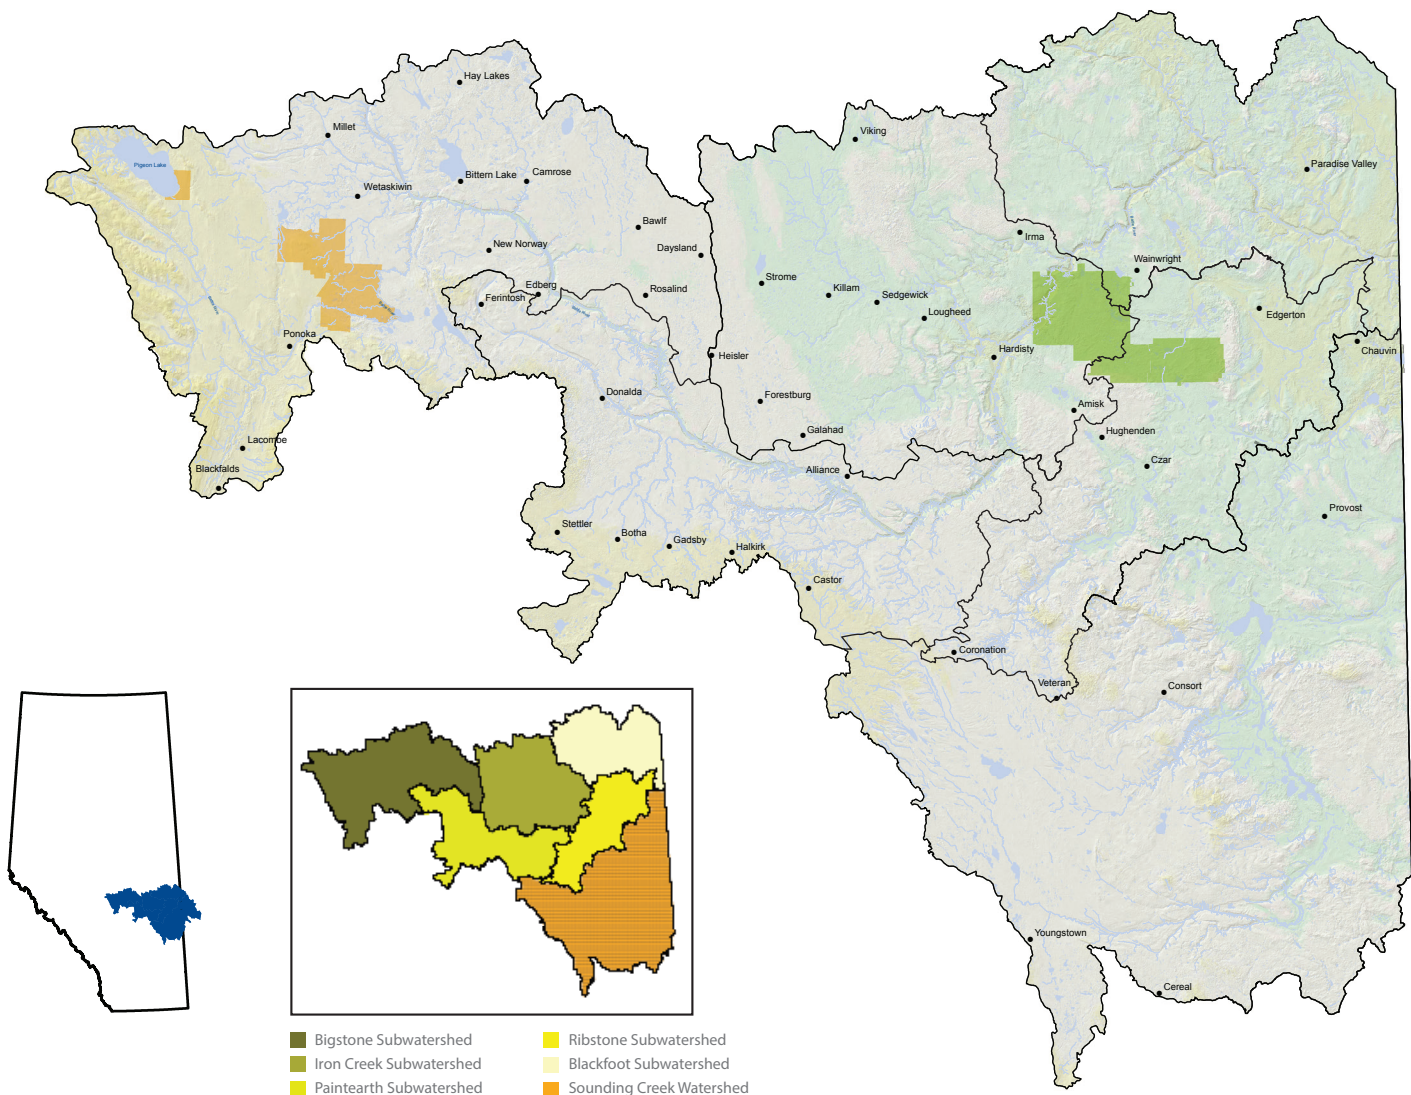 Hay Lakes
Millet
Viking
Pigeon Lake
Paradise Valley
Bittern Lake
Camrose
Wetaskiwin
Bawlf
Irma
New Norway
Daysland
Wainwright
Strome
Edberg
Killam
Rosalind
Ferintosh
Sedgewick
Lougheed
Edgerton
Ponoka
Heisler
Hardisty
Chauvin
Donalda
Forestburg
Amisk
Galahad
Hughenden
Lacombe
Czar
Blackfalds
Alliance
Provost
Stettler
Botha
Gadsby
Halkirk
Castor
Coronation
Veteran
Consort
Youngstown
Cereal
Bigstone Subwatershed
Iron Creek Subwatershed
Paintearth Subwatershed
Ribstone Subwatershed
Blackfoot Subwatershed
Sounding Creek Watershed